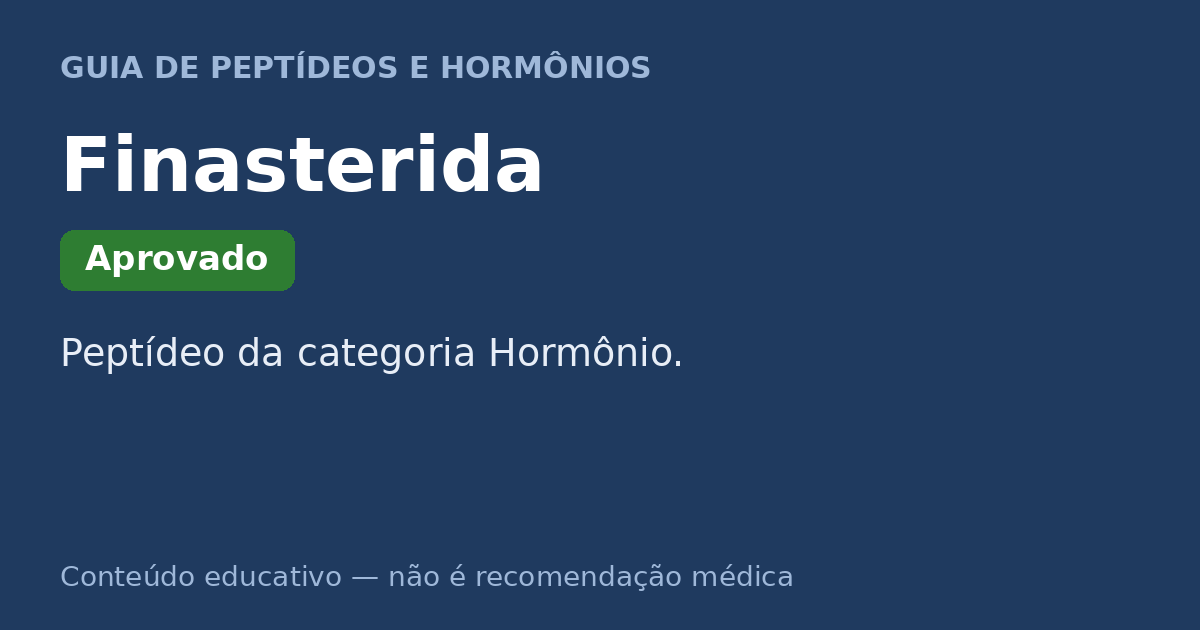 GUIA DE PEPTÍDEOS E HORMÔNIOS
Finasterida
Aprovado
Peptídeo da categoria Hormônio.
Conteúdo educativo — não é recomendação médica